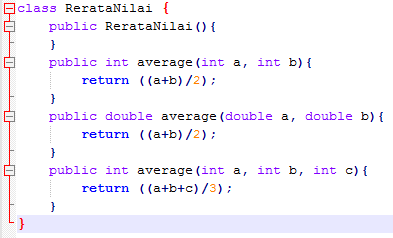 class RerataNilai {
    public RerataNilai(){
    }
    public int average(int a, int b){
        return ((a+b)/2);
    }
    public double average(double a, double b){
        return ((a+b)/2);
    }
    public int average(int a, int b, int c){
        return ((a+b+c)/3);
    }
}